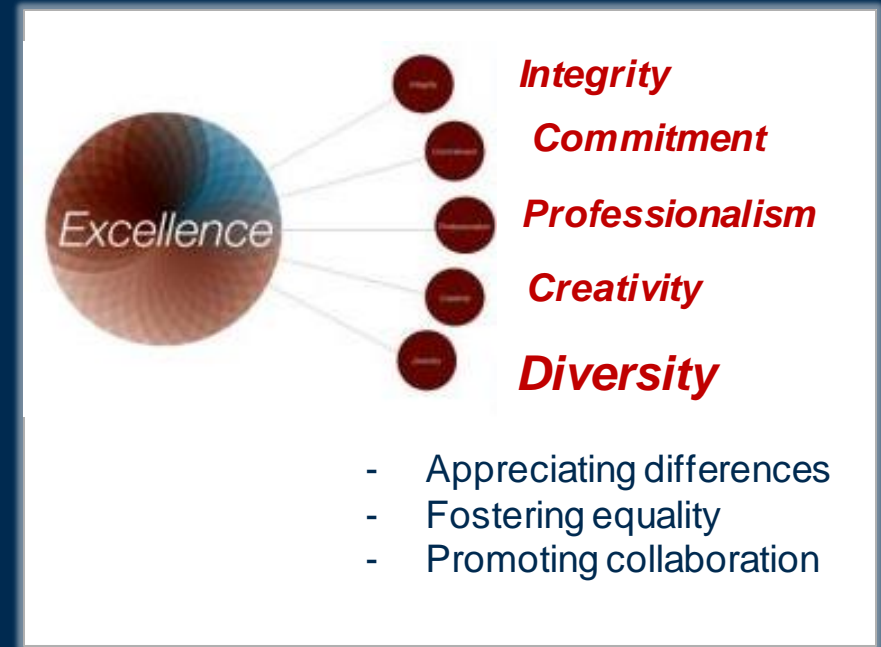 Excellence
Integrity
Commitment
Professionalism
Creativity
Diversity
- Appreciating differences
- Fostering equality
- Promoting collaboration